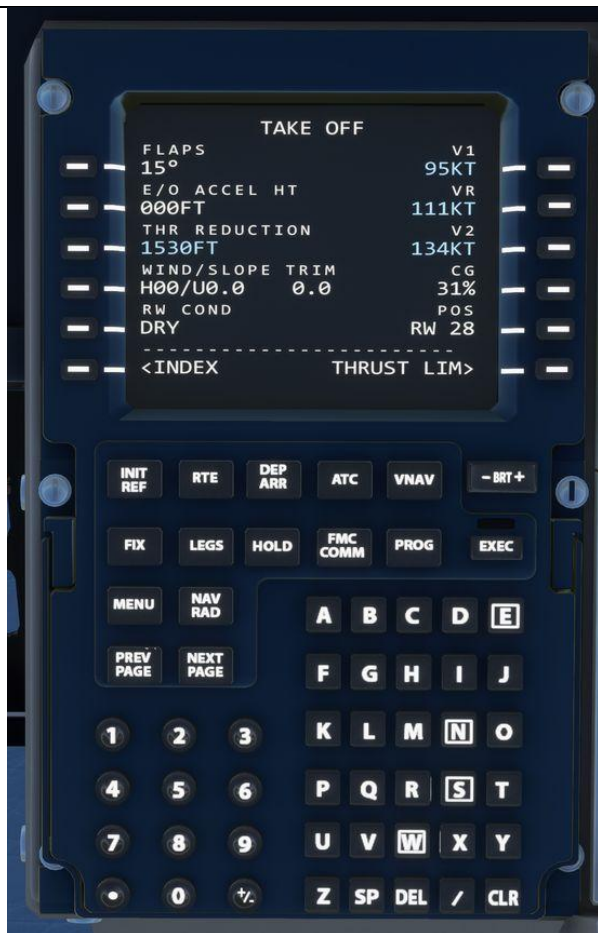 TAKE OFF
FLAPS V1
15° 95KT
E/O ACCEL HT VR
000FT 111KT
THR REDUCTION V2
1530FT 134KT
WIND/SLOPE TRIM CG
H00/U0.0 0.0 31%
RW COND POS
DRY RW 28
<INDEX THRUST LIM>
INIT REF RTE DEP ARR ATC VNAV - BRT +
FIX LEGS HOLD FMC COMM PROG EXEC
MENU NAV RAD
PREV PAGE NEXT PAGE
A B C D E
F G H I J
1 2 3 K L M N O
4 5 6 P Q R S T
7 8 9 U V W X Y
. 0 +/- Z SP DEL / CLR